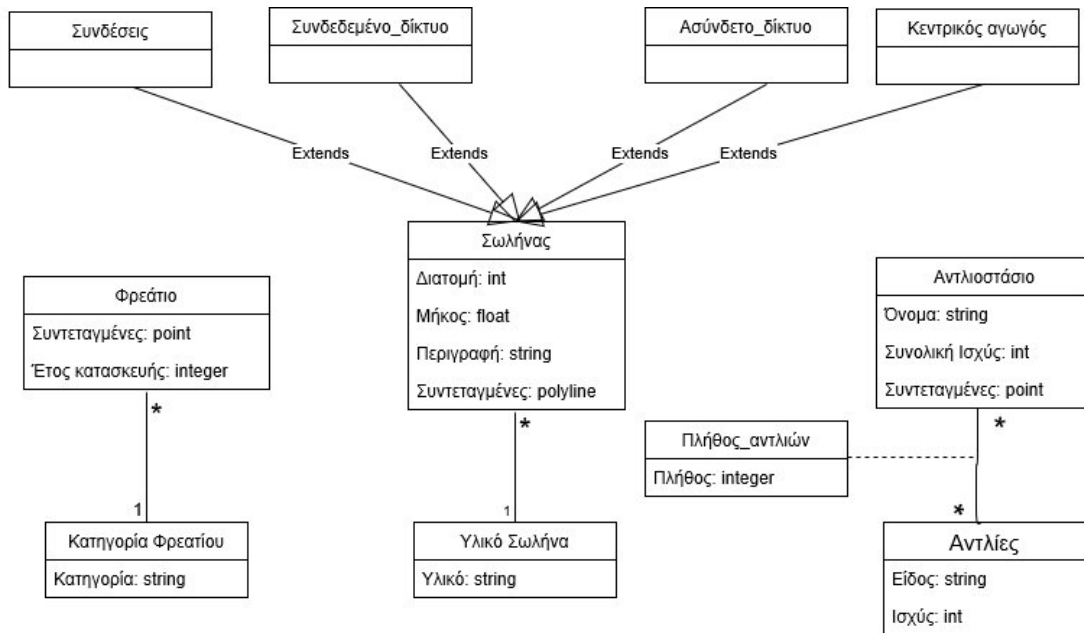 Συνδέσεις
Συνδεδεμένο_δίκτυο
Ασύνδετο_δίκτυο
Κεντρικός αγωγός
Extends
Extends
Extends
Extends
Σωλήνας
Διατομή: int
Μήκος: float
Περιγραφή: string
Συντεταγμένες: polyline
*
1
Υλικό Σωλήνα
Υλικό: string
Φρεάτιο
Συντεταγμένες: point
Έτος κατασκευής: integer
*
1
Κατηγορία Φρεατίου
Κατηγορία: string
Αντλιοστάσιο
Όνομα: string
Συνολική Ισχύς: int
Συντεταγμένες: point
*
Πλήθος_αντλιών
Πλήθος: integer
*
Αντλίες
Είδος: string
Ισχύς: int